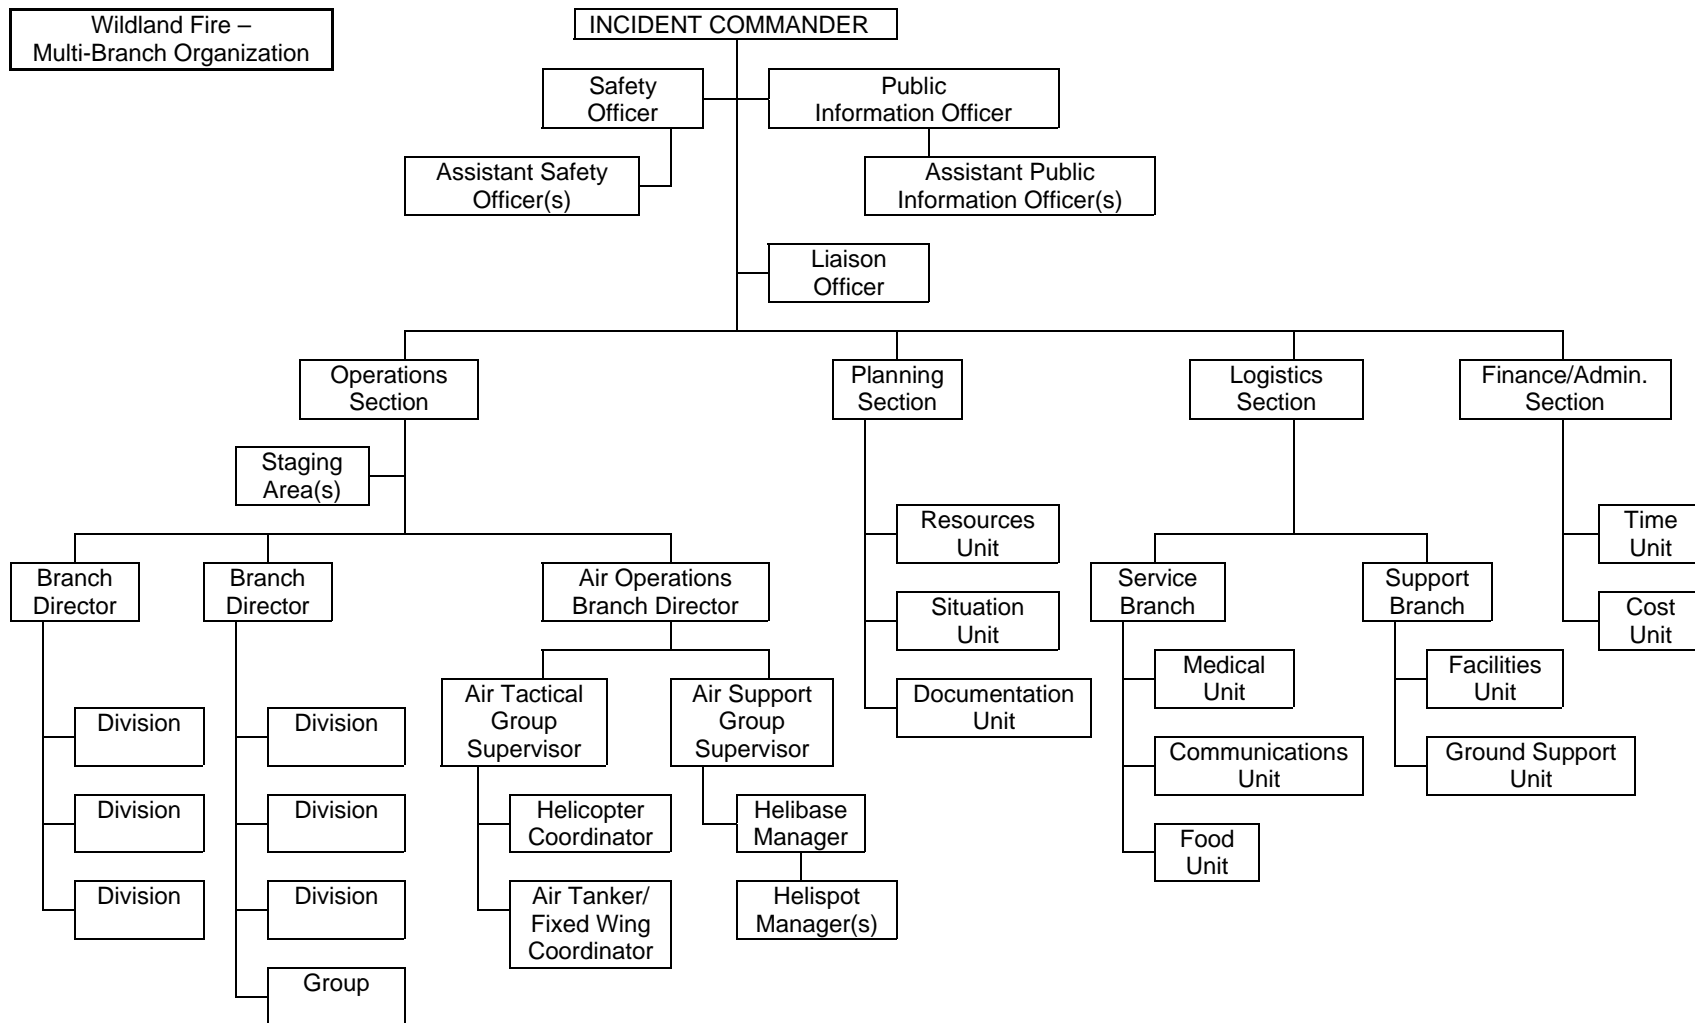 Wildland Fire –
Multi-Branch Organization
INCIDENT COMMANDER
Safety
Officer
Public
Information Officer
Assistant Safety
Officer(s)
Assistant Public
Information Officer(s)
Liaison
Officer
Operations
Section
Planning
Section
Logistics
Section
Finance/Admin.
Section
Staging
Area(s)
Branch
Director
Branch
Director
Air Operations
Branch Director
Division
Division
Division
Division
Division
Division
Group
Air Tactical
Group
Supervisor
Air Support
Group
Supervisor
Helicopter
Coordinator
Air Tanker/
Fixed Wing
Coordinator
Helibase
Manager
Helispot
Manager(s)
Resources
Unit
Situation
Unit
Documentation
Unit
Service
Branch
Support
Branch
Medical
Unit
Communications
Unit
Food
Unit
Facilities
Unit
Ground Support
Unit
Time
Unit
Cost
Unit